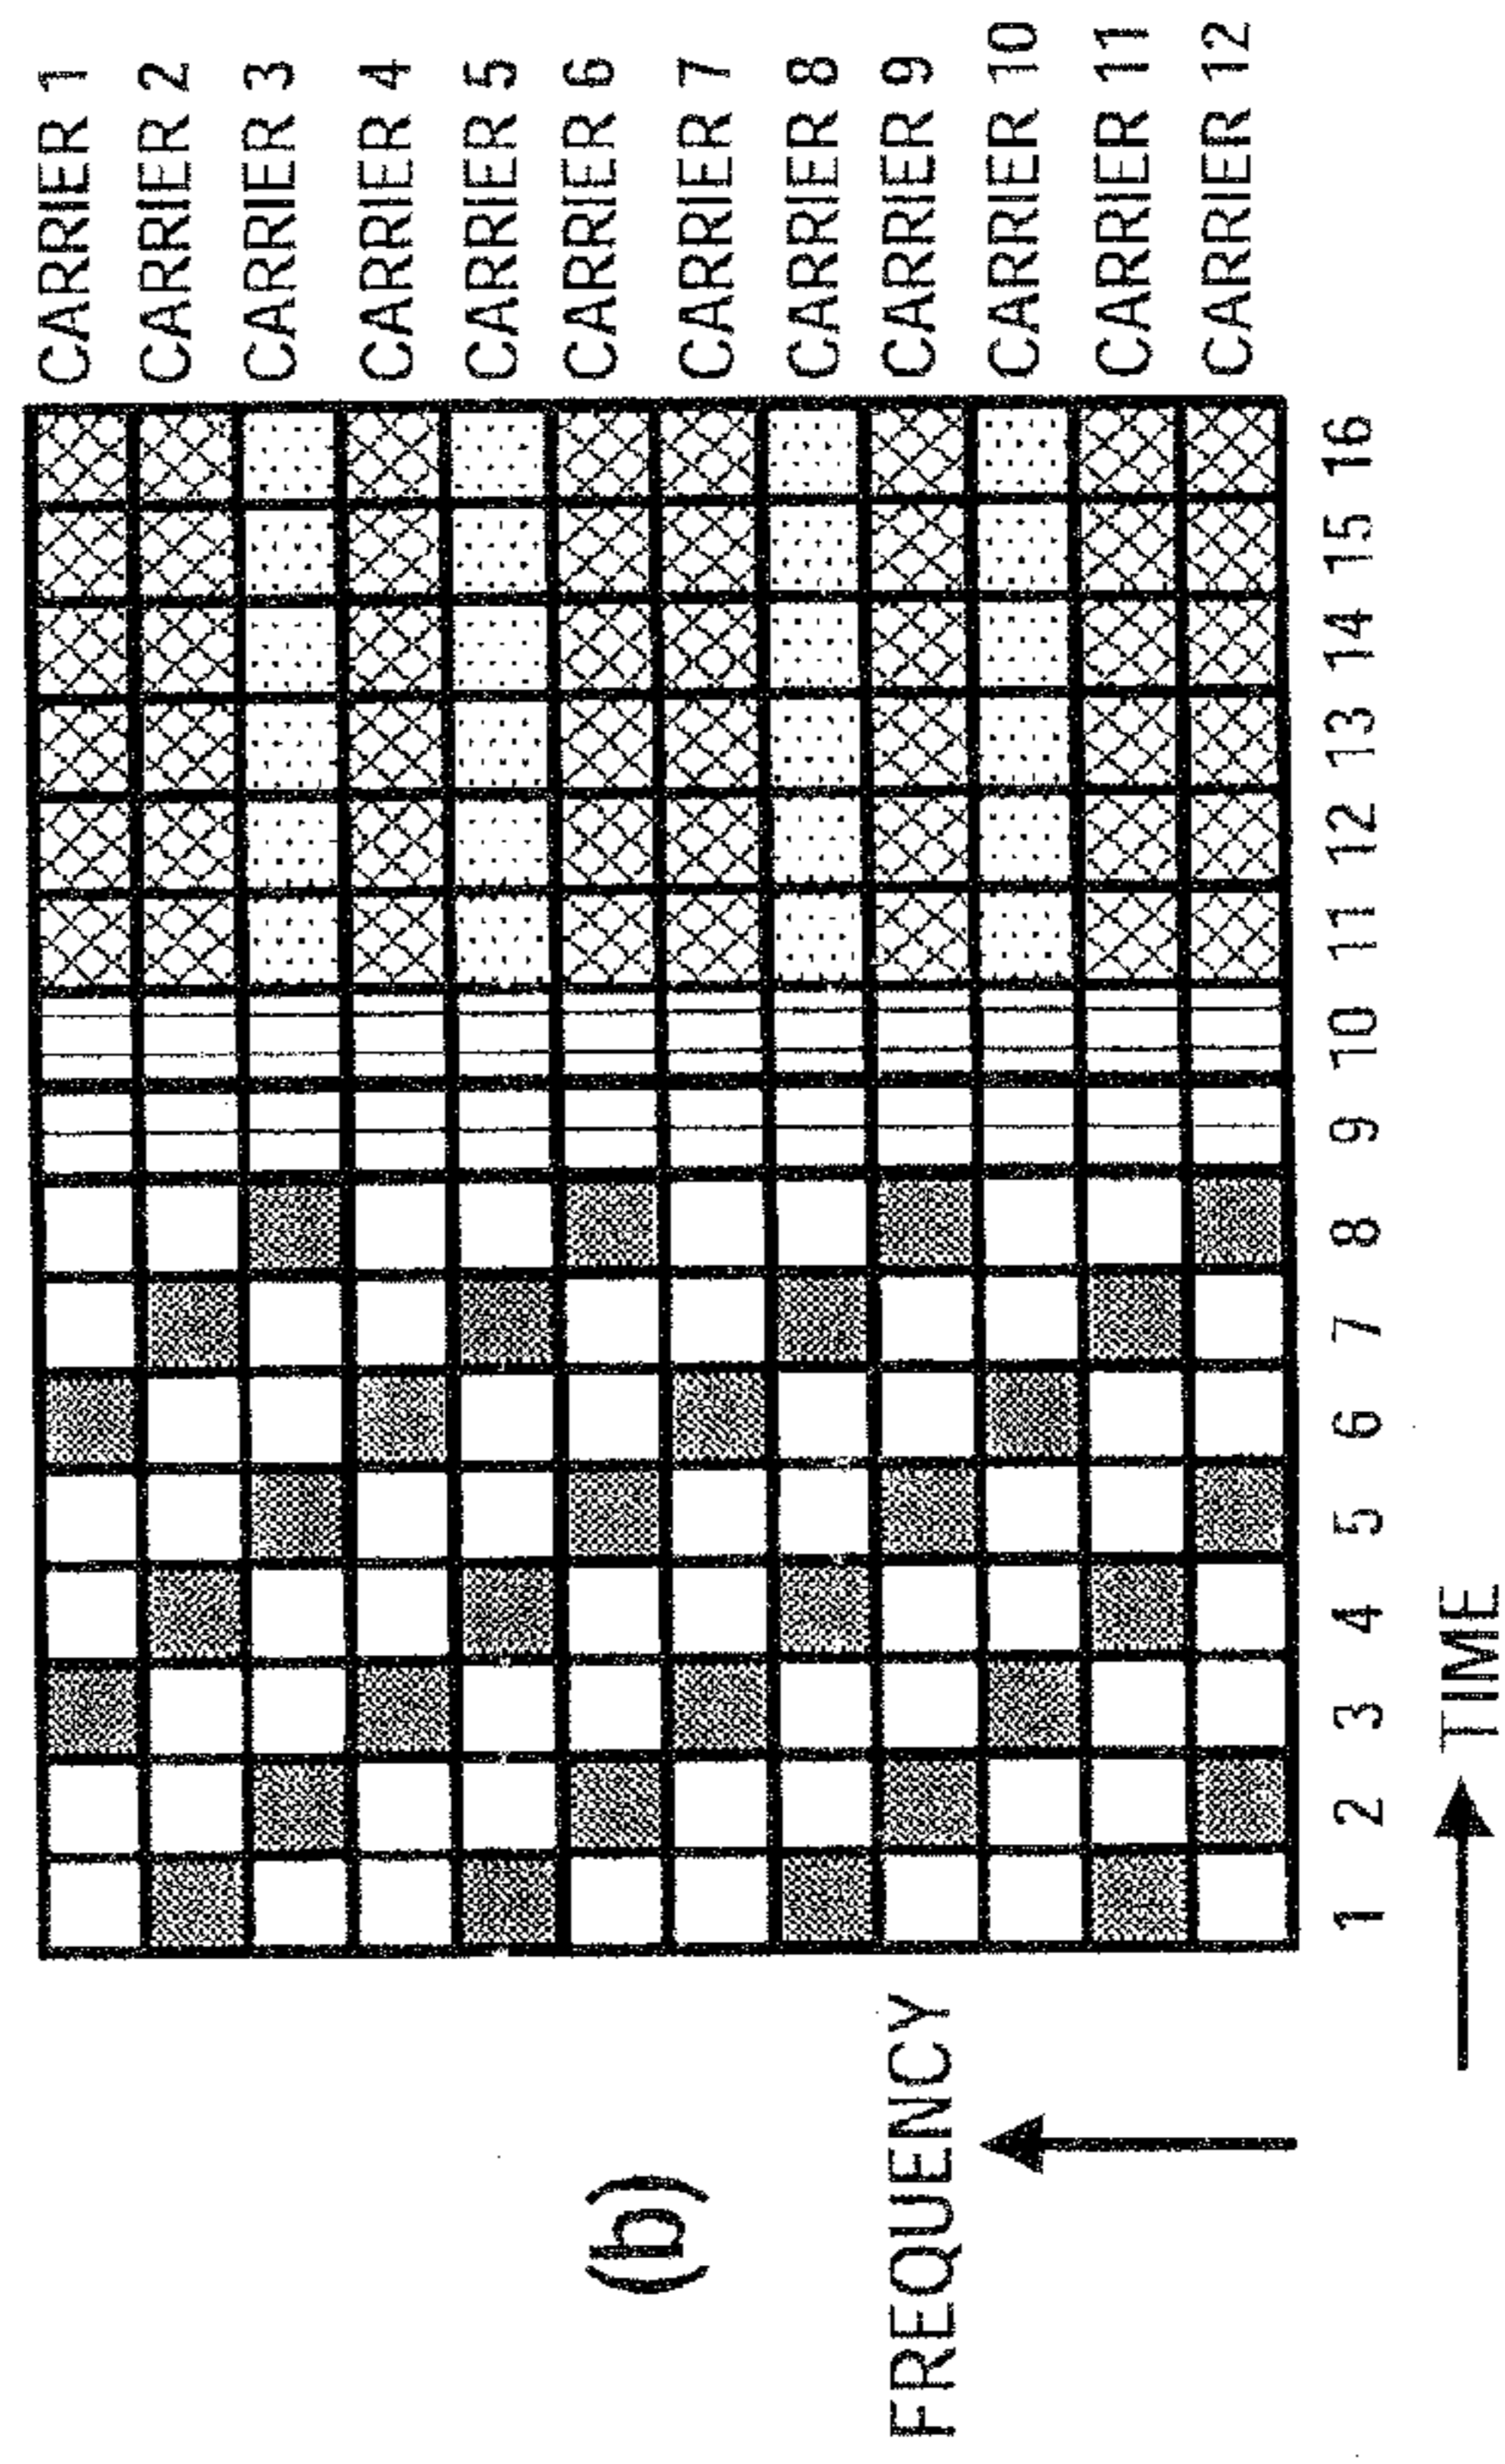 (b)
CARRIER 1
CARRIER 2
CARRIER 3
CARRIER 4
CARRIER 5
CARRIER 6
CARRIER 7
CARRIER 8
CARRIER 9
CARRIER 10
CARRIER 11
CARRIER 12
FREQUENCY
1 2 3 4 5 6 7 8 9 10 11 12 13 14 15 16
TIME